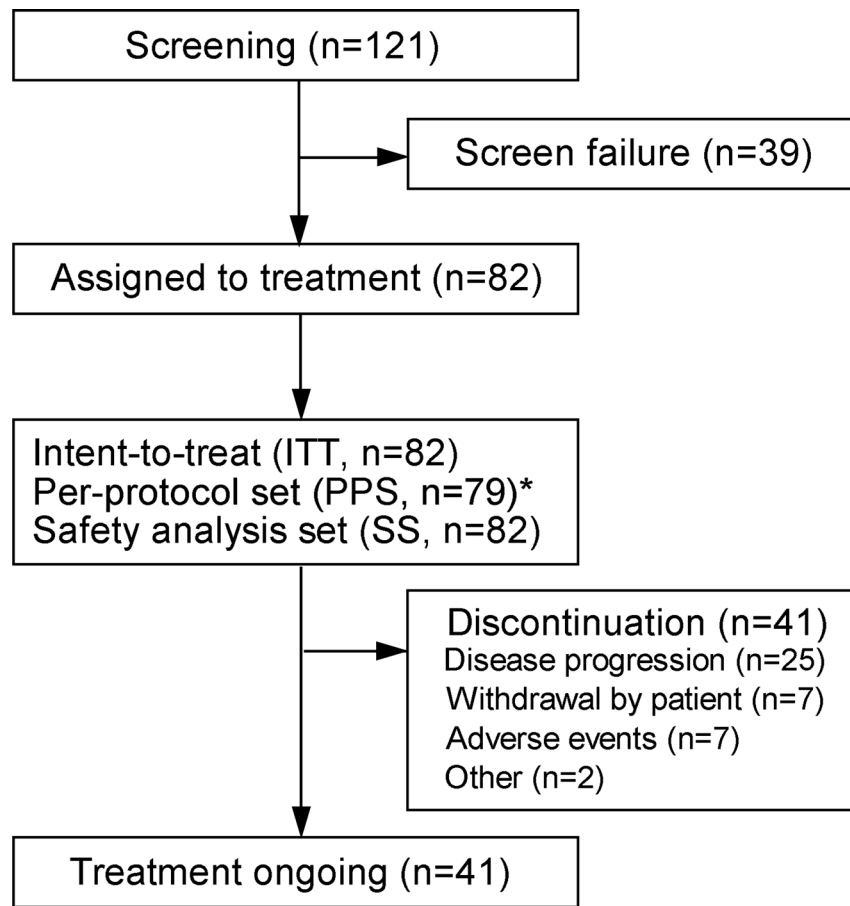 Screening (n=121)
Screen failure (n=39)
Assigned to treatment (n=82)
Intent-to-treat (ITT, n=82)
Per-protocol set (PPS, n=79)*
Safety analysis set (SS, n=82)
Discontinuation (n=41)
Disease progression (n=25)
Withdrawal by patient (n=7)
Adverse events (n=7)
Other (n=2)
Treatment ongoing (n=41)